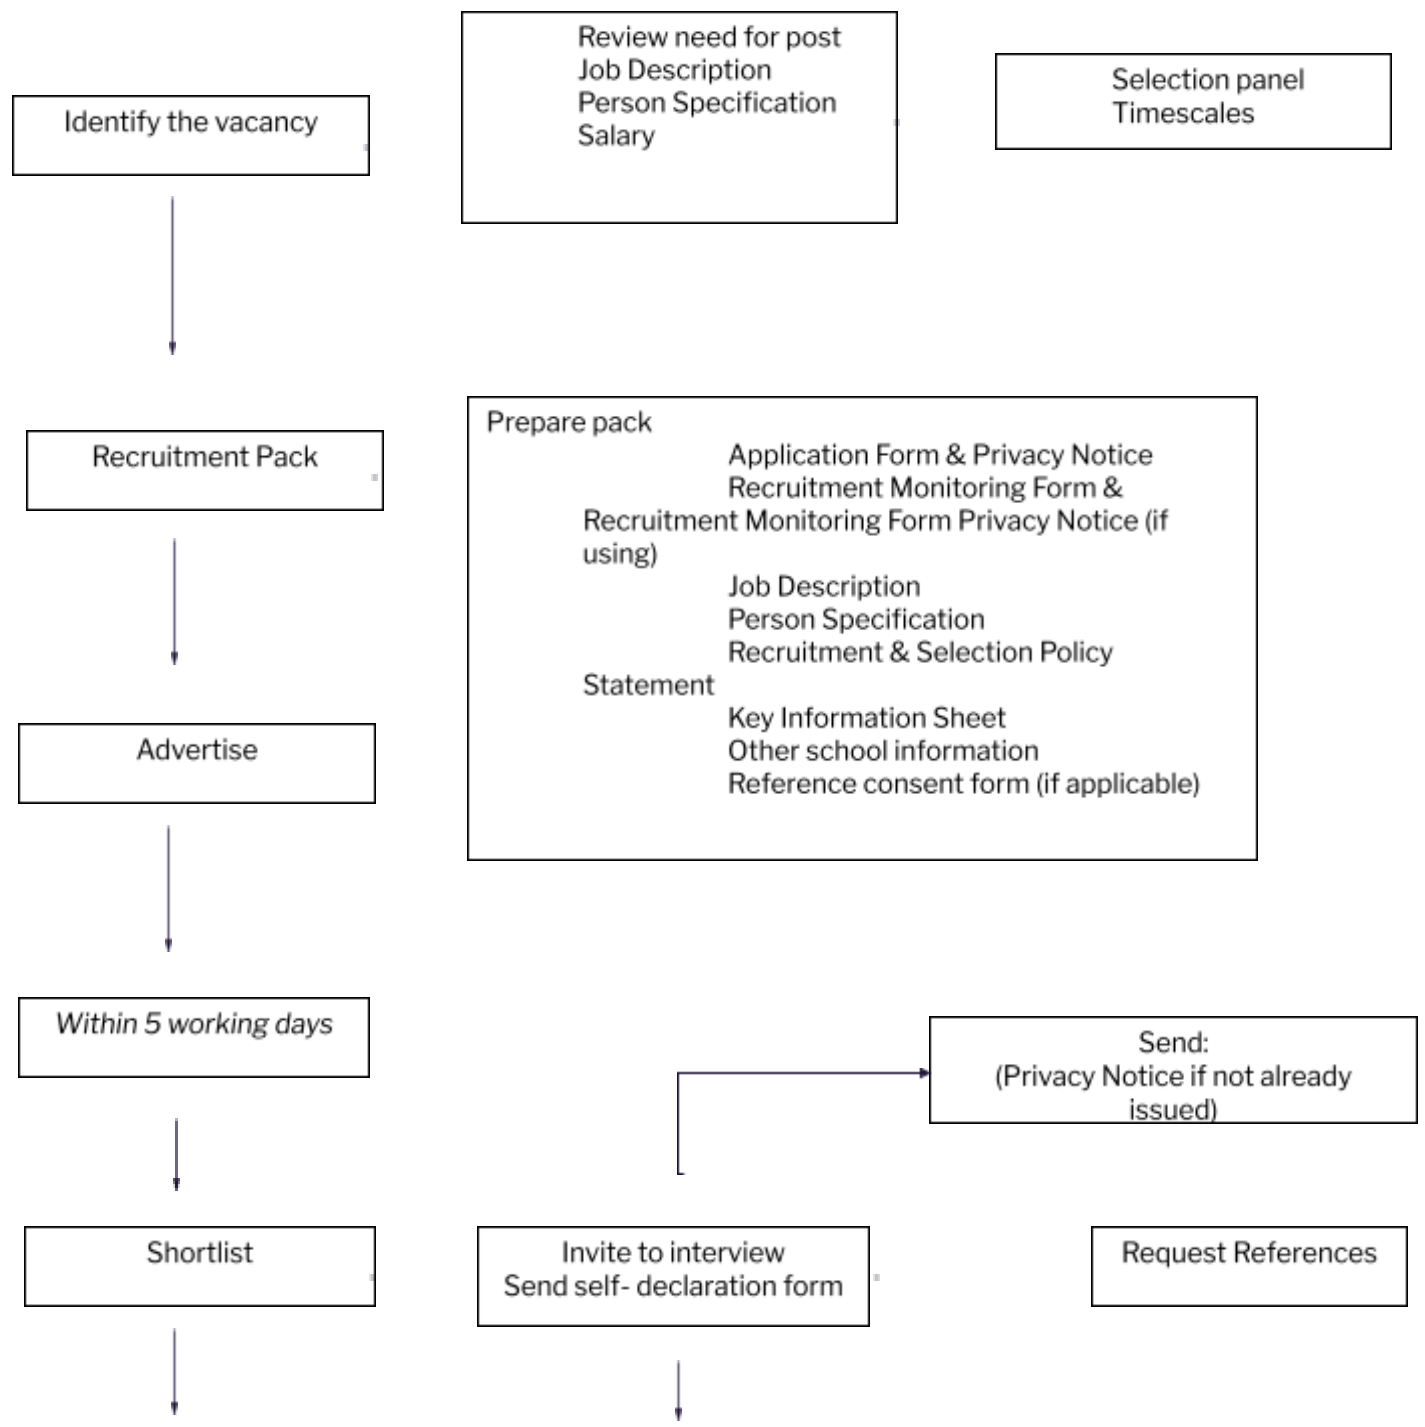 Identify the vacancy
Review need for post
Job Description
Person Specification
Salary
Selection panel
Timescales
Recruitment Pack
Prepare pack
Application Form & Privacy Notice
Recruitment Monitoring Form &
Recruitment Monitoring Form Privacy Notice (if
using)
Job Description
Person Specification
Recruitment & Selection Policy
Statement
Key Information Sheet
Other school information
Reference consent form (if applicable)
Advertise
Within 5 working days
Send:
(Privacy Notice if not already
issued)
Shortlist
Invite to interview
Send self- declaration form
Request References